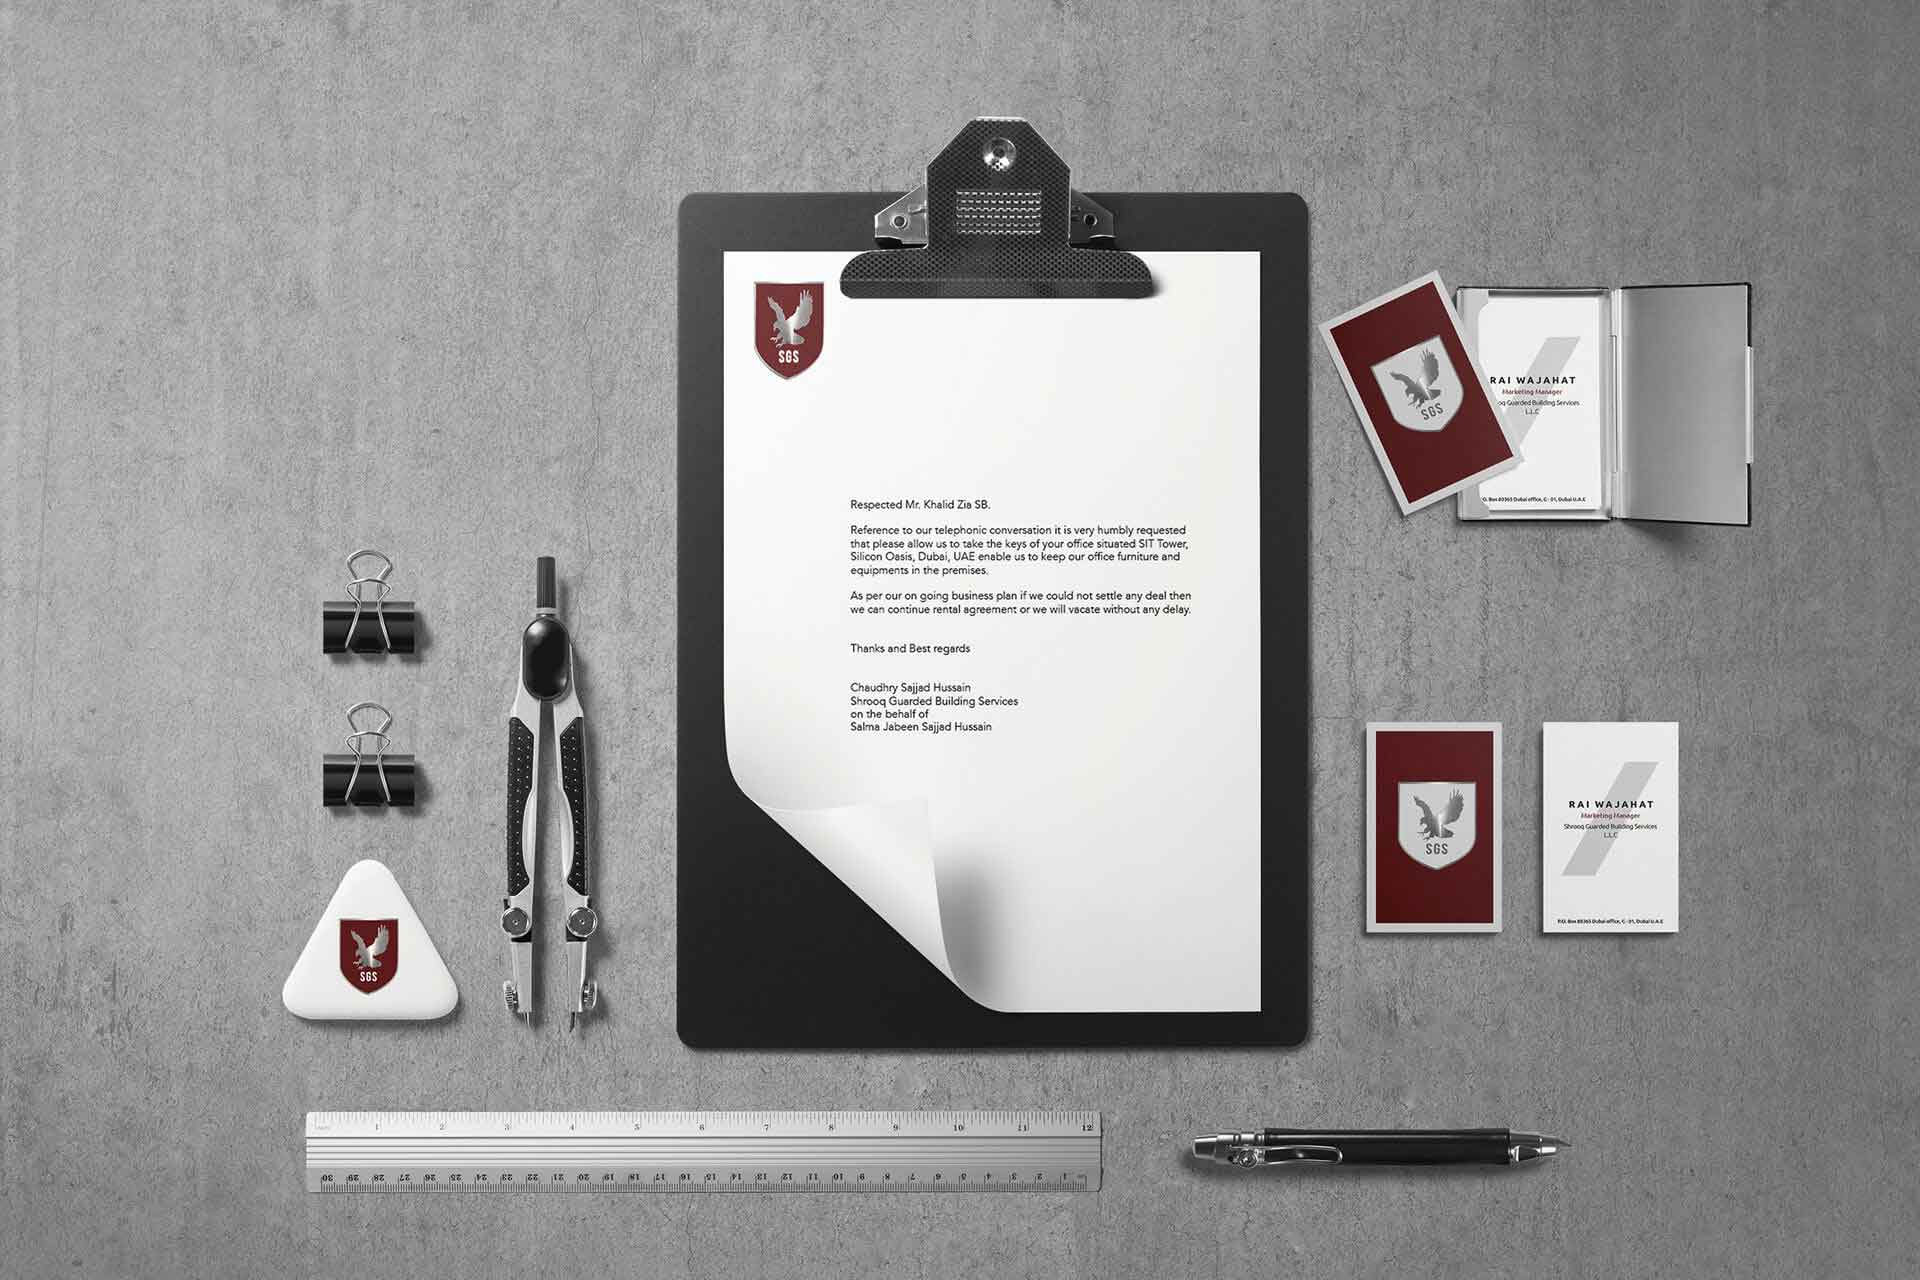 SGS
Respected Mr. Khalid Zia SB.
Reference to our telephonic conversation it is very humbly requested
that please allow us to take the keys of your office situated SIT Tower,
Silicon Oasis, Dubai, UAE enable us to keep our office furniture and
equipments in the premises.
As per our on going business plan if we could not settle any deal then
we can continue rental agreement or we will vacate without any delay.
Thanks and Best regards
Chaudhry Sajjad Hussain
Shrooq Guarded Building Services
on the behalf of
Salma Jabeen Sajjad Hussain
SGS
RAI WAJAHAT
Marketing Manager
oq Guarded Building Services
L.L.C
O. Box 80365 Dubai office, C - 01, Dubai U.A.E
SGS
RAI WAJAHAT
Marketing Manager
Shrooq Guarded Building Services
L.L.C
P.O. Box 80365 Dubai office, C - 01, Dubai U.A.E
SGS
1 2 3 4 5 6 7 8 9 10 11 12
30 29 28 27 26 25 24 23 22 21 20 19 18 17 16 15 14 13 12 11 10 9 8 7 6 5 4 3 2 1